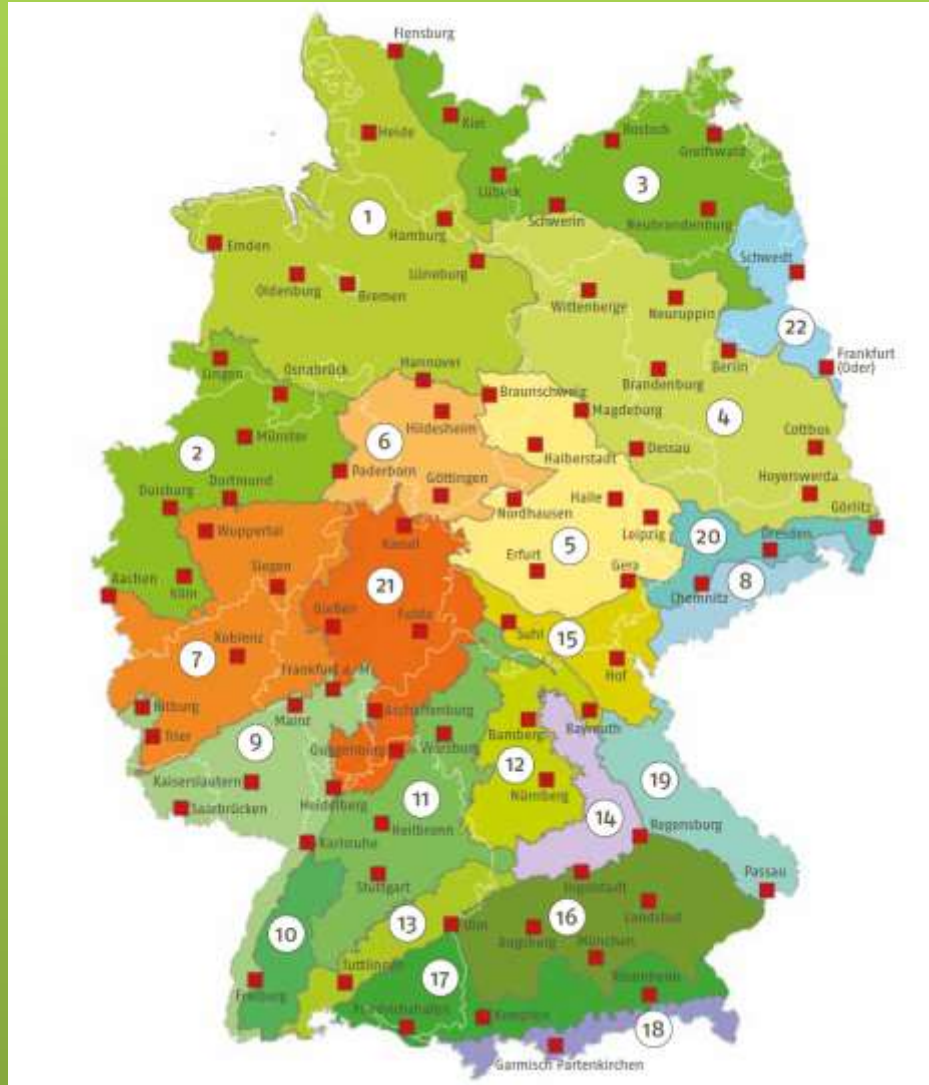 Flensburg
Kiel
Heide
Rostock
Greifswald
Lübeck
3
1
Schwerin
Neubrandenburg
Hamburg
Emden
Lüneburg
Schwedt
Oldenburg
Bremen
Wittenberge
Neuruppin
22
Lingen
Osnabrück
Hannover
Berlin
Frankfurt
(Oder)
Braunschweig
Brandenburg
Magdeburg
4
Hildesheim
6
Münster
2
Halberstadt
Dessau
Cottbus
Paderborn
Göttingen
Hoyerswerda
Duisburg
Dortmund
Nordhausen
Halle
Görlitz
Wuppertal
Kassel
Leipzig
20
Dresden
5
Erfurt
Gera
8
Aachen
Köln
Siegen
21
Chemnitz
Gießen
Fulda
Suhl
15
Koblenz
7
Hof
Frankfurt a. M.
Bitburg
Mainz
Aschaffenburg
Bayreuth
Trier
9
Bamberg
Würzburg
12
Guggenburg
19
Kaiserslautern
Nürnberg
Heidelberg
11
Saarbrücken
14
Heilbronn
Regensburg
Karlsruhe
Stuttgart
Ingolstadt
Passau
16
Landshut
13
Ulm
10
Augsburg
München
Tuttlingen
17
Freiburg
Rosenheim
Friedrichshafen
Kempten
18
Garmisch Partenkirchen